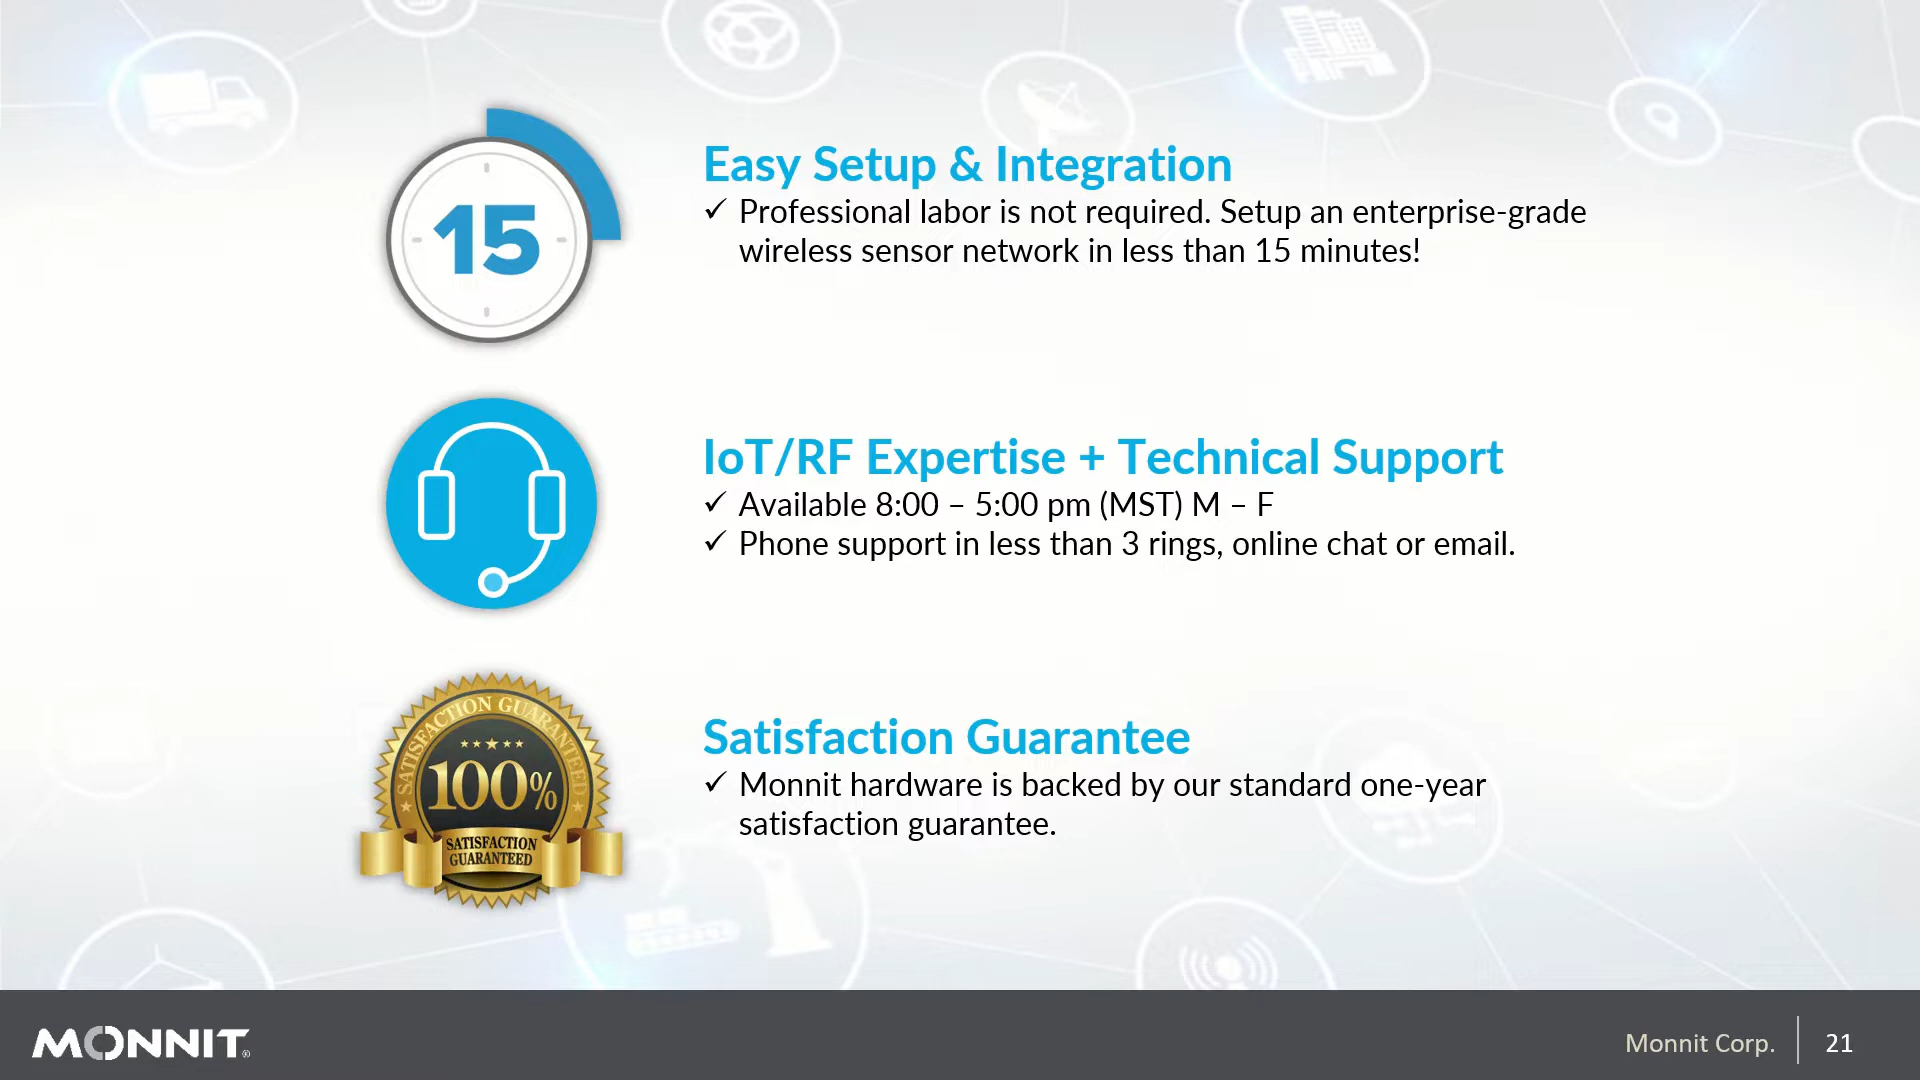 15
Easy Setup & Integration
✓ Professional labor is not required. Setup an enterprise-grade
wireless sensor network in less than 15 minutes!
IoT/RF Expertise + Technical Support
✓ Available 8:00 – 5:00 pm (MST) M – F
✓ Phone support in less than 3 rings, online chat or email.
SATISFACTION GUARANTEED
100%
SATISFACTION
GUARANTEED
Satisfaction Guarantee
✓ Monnit hardware is backed by our standard one-year
satisfaction guarantee.
MONNIT®
Monnit Corp.
21